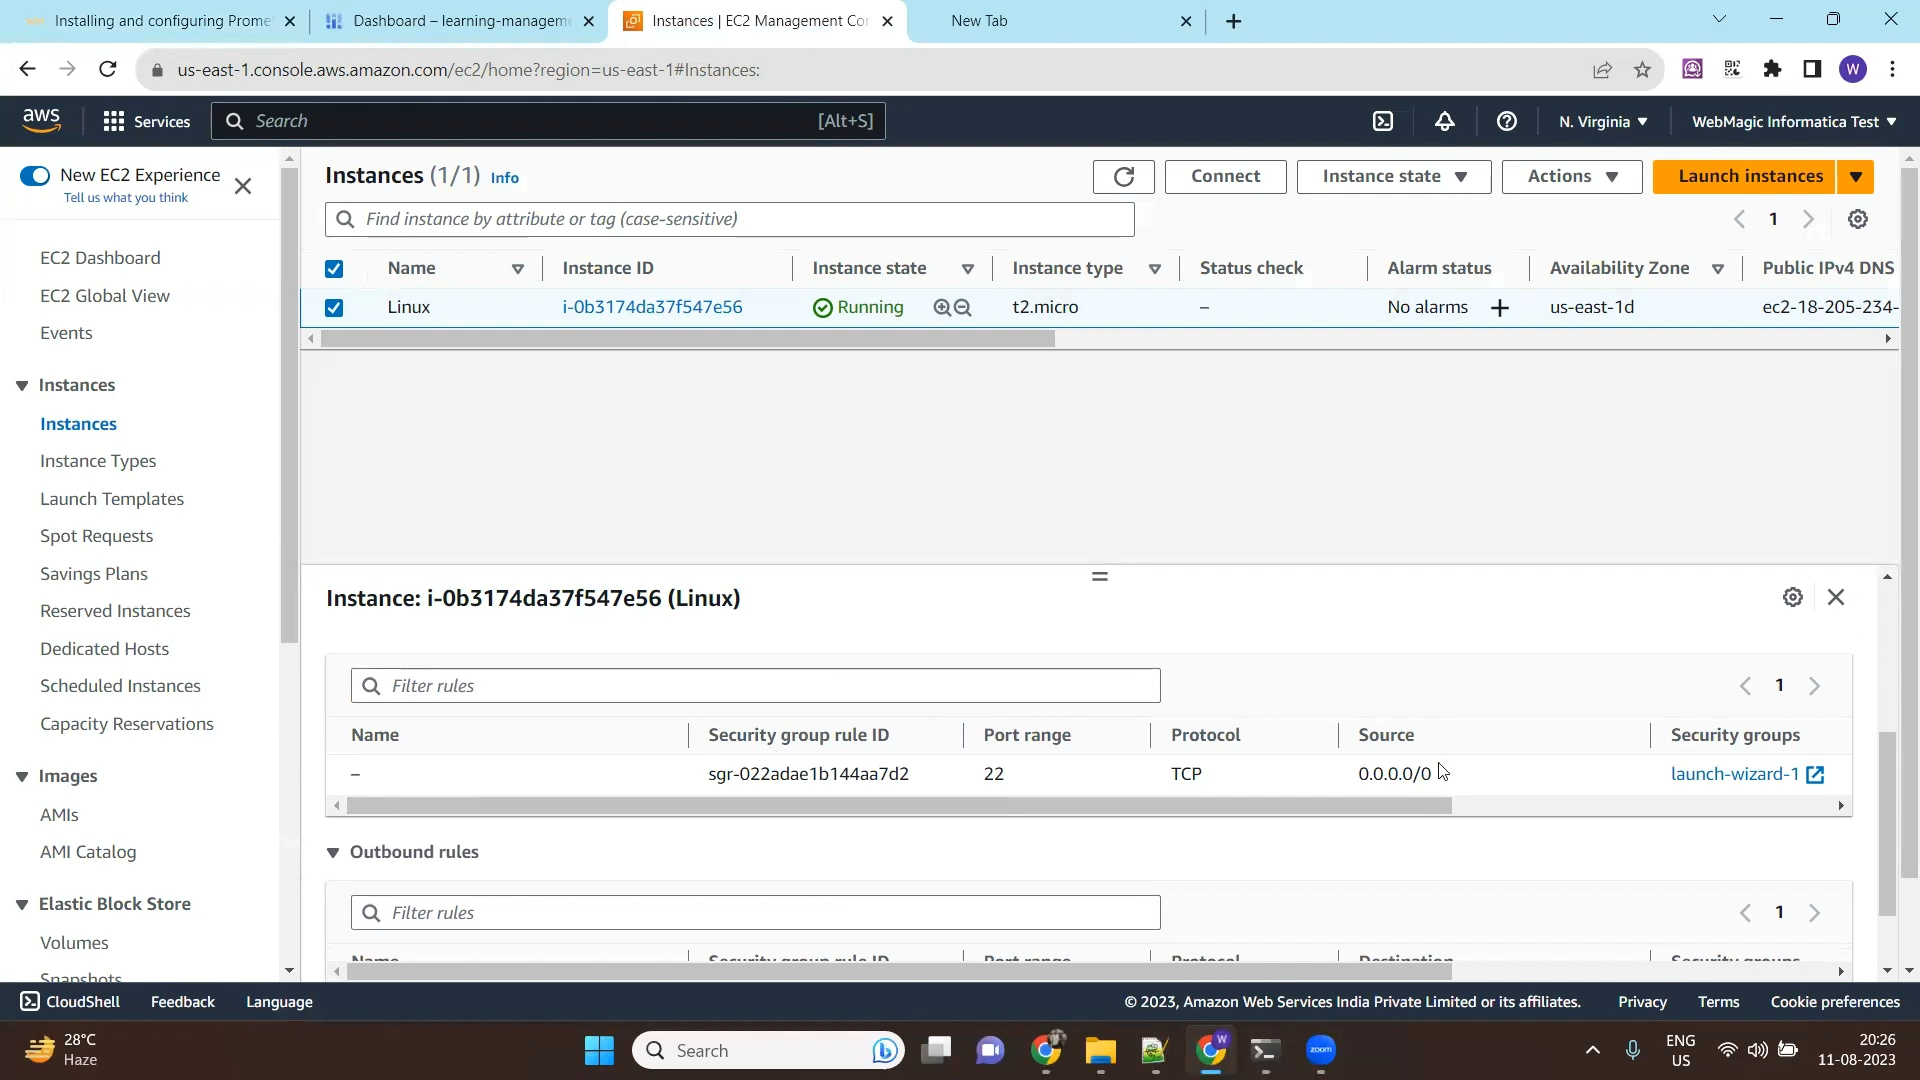 Installing and configuring Prome
Dashboard – learning-managem
Instances | EC2 Management Con
New Tab
us-east-1.console.aws.amazon.com/ec2/home?region=us-east-1#Instances:
W
aws
Services
Search
[Alt+S]
N. Virginia
WebMagic Informatica Test
New EC2 Experience
Tell us what you think
EC2 Dashboard
EC2 Global View
Events
Instances
Instances
Instance Types
Launch Templates
Spot Requests
Savings Plans
Reserved Instances
Dedicated Hosts
Scheduled Instances
Capacity Reservations
Images
AMIs
AMI Catalog
Elastic Block Store
Volumes
Snapshots
Instances (1/1) Info
Connect
Instance state
Actions
Launch instances
Find instance by attribute or tag (case-sensitive)
1
Name Instance ID Instance state Instance type Status check Alarm status Availability Zone Public IPv4 DNS
Linux i-0b3174da37f547e56 Running t2.micro – No alarms + us-east-1d ec2-18-205-234-
Instance: i-0b3174da37f547e56 (Linux)
Filter rules
1
Name Security group rule ID Port range Protocol Source Security groups
– sgr-022adae1b144aa7d2 22 TCP 0.0.0.0/0 launch-wizard-1
Outbound rules
Filter rules
1
Name Security group rule ID Port range Protocol Destination Security groups
CloudShell Feedback Language
© 2023, Amazon Web Services India Private Limited or its affiliates. Privacy Terms Cookie preferences
28°C
Haze
Search
zoom
ENG
US
20:26
11-08-2023